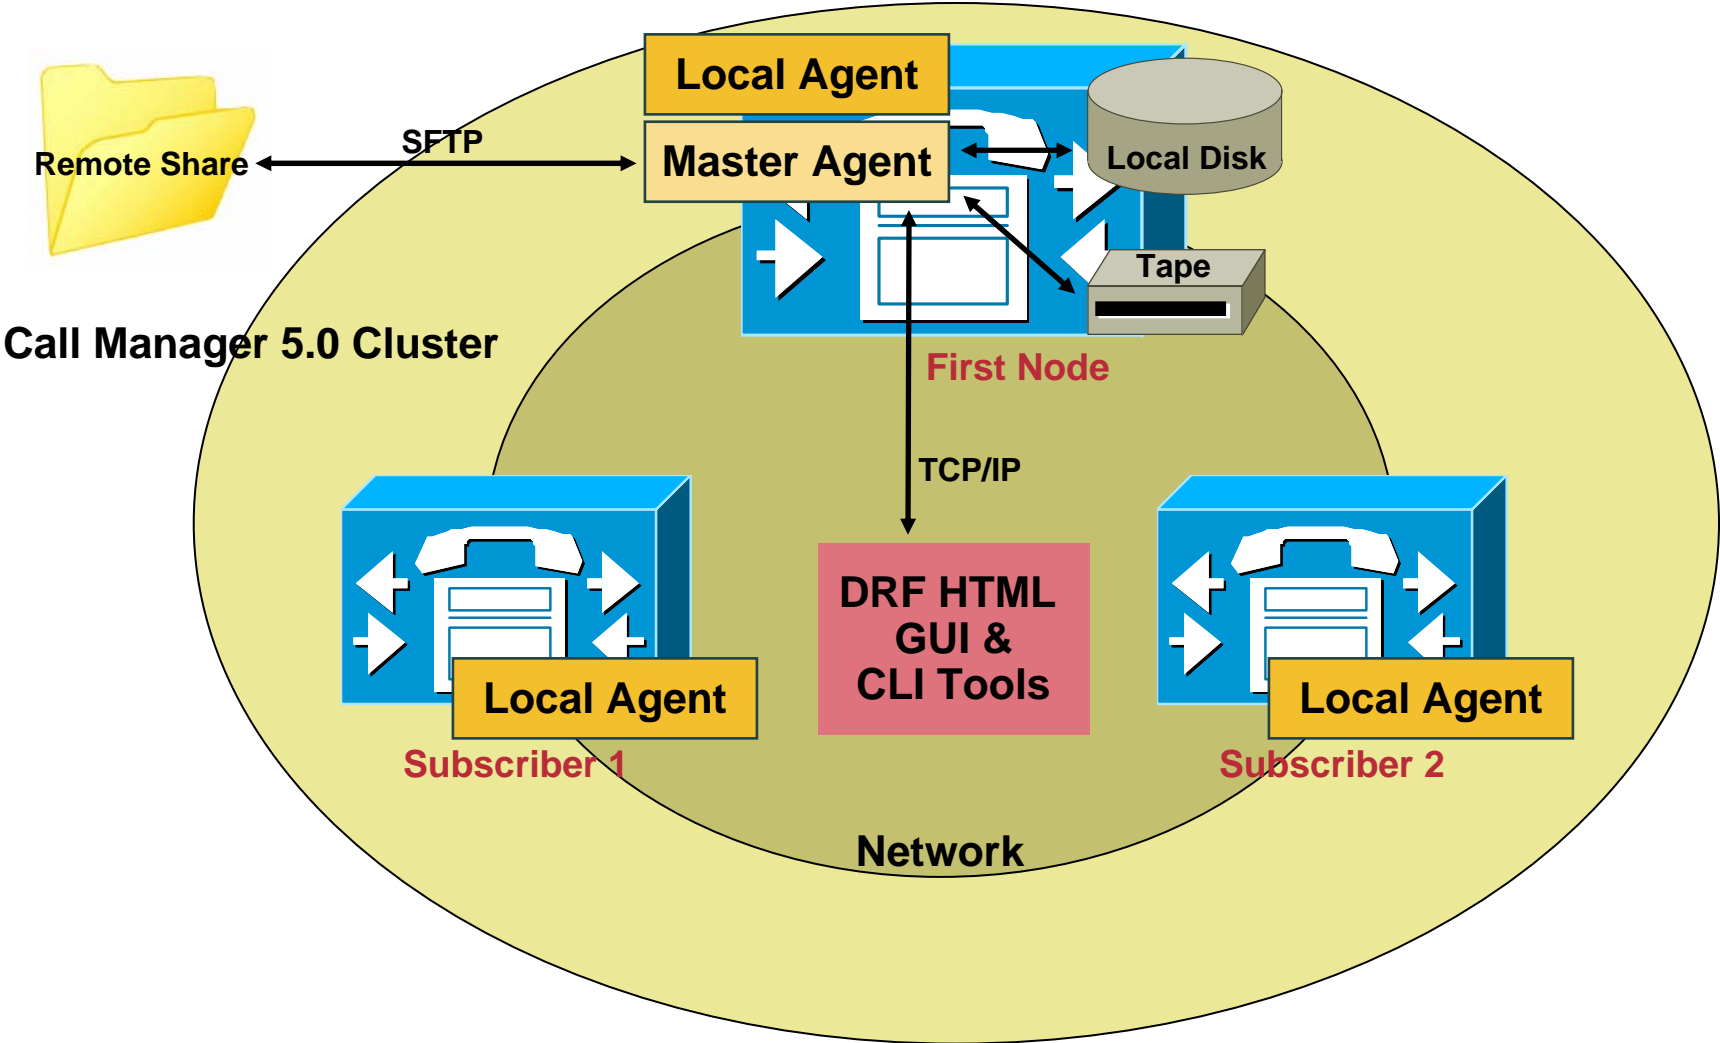 Local Agent
SFTP
Master Agent
Remote Share
Local Disk
Tape
Call Manager 5.0 Cluster
First Node
TCP/IP
DRF HTML
GUI &
CLI Tools
Local Agent
Local Agent
Subscriber 1
Subscriber 2
Network